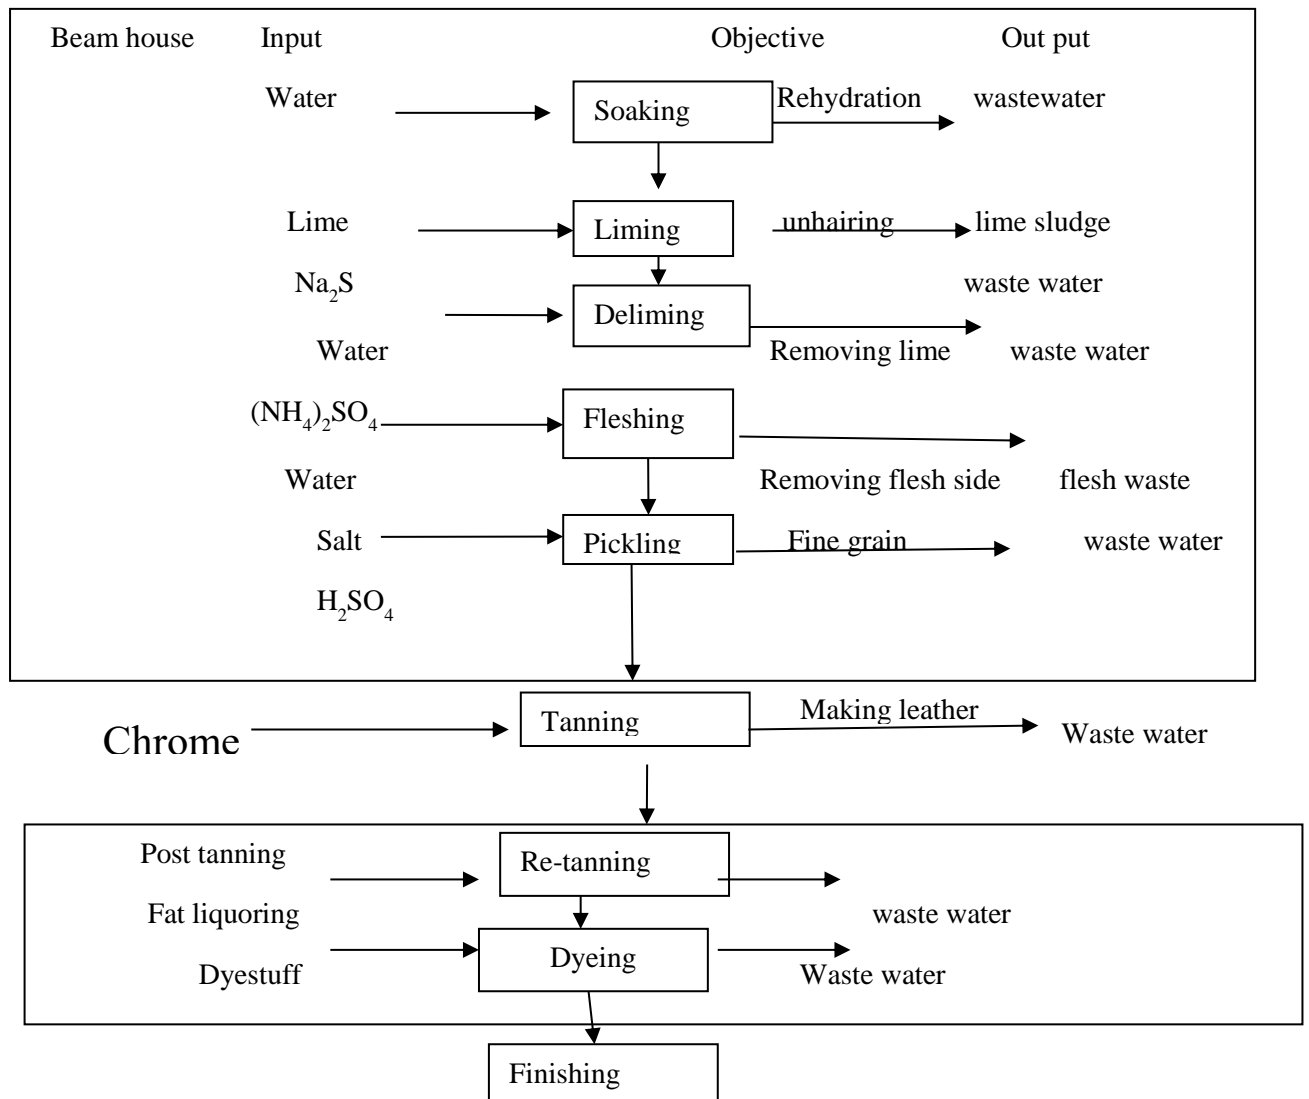 Beam house Input Objective Out put
Water Soaking Rehydration wastewater
Lime Liming unhairing lime sludge
Na₂S waste water
Deliming
Water Removing lime waste water
(NH₄)₂SO₄ Fleshing
Water Removing flesh side flesh waste
Salt Pickling Fine grain waste water
H₂SO₄
Chrome Tanning Making leather Waste water
Post tanning Re-tanning
Fat liquoring waste water
Dyeing
Dyestuff Waste water
Finishing